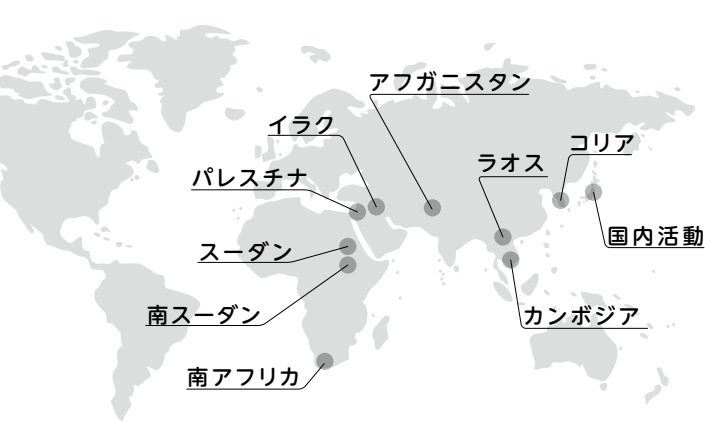 アフガニスタン
イラク
コリア
ラオス
パレスチナ
国内活動
スーダン
南スーダン
カンボジア
南アフリカ